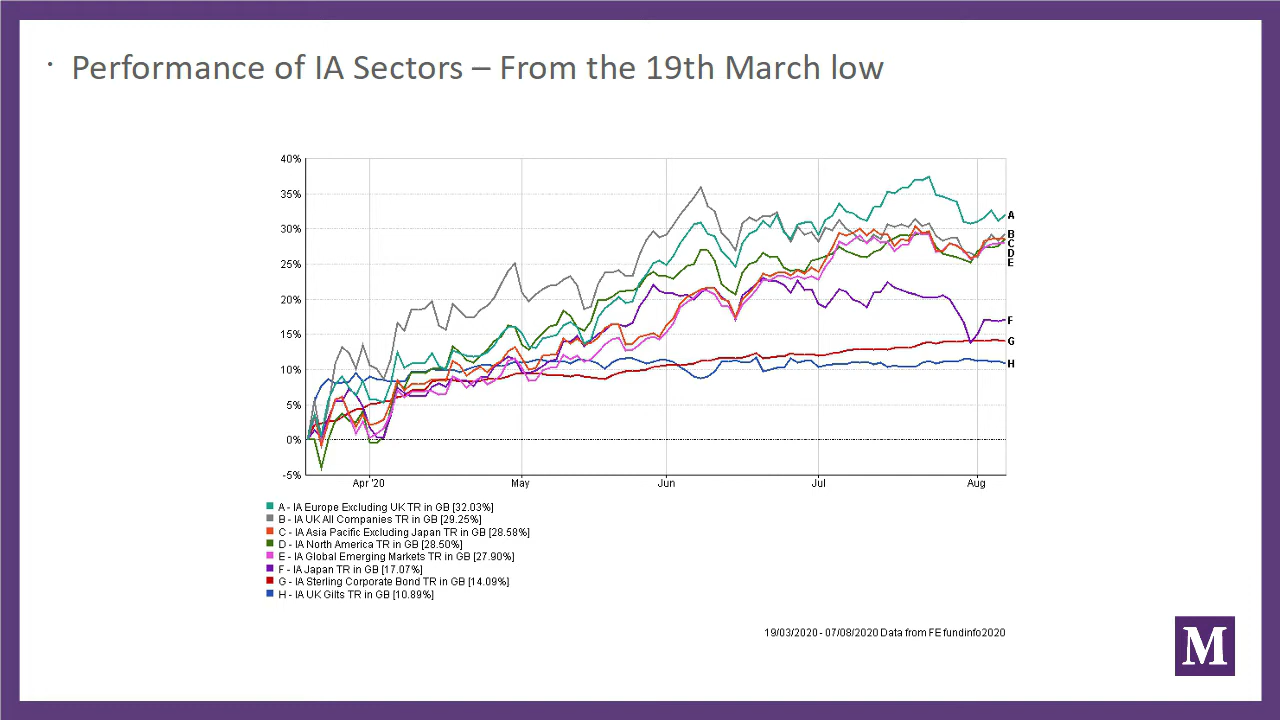 · Performance of IA Sectors – From the 19th March low
40%
35%
30%
25%
20%
15%
10%
5%
0%
-5%
A
B
C
D
E
F
G
H
Apr '20 May Jun Jul Aug
A - IA Europe Excluding UK TR in GB [32.03%]
B - IA UK All Companies TR in GB [29.25%]
C - IA Asia Pacific Excluding Japan TR in GB [28.58%]
D - IA North America TR in GB [28.50%]
E - IA Global Emerging Markets TR in GB [27.90%]
F - IA Japan TR in GB [17.07%]
G - IA Sterling Corporate Bond TR in GB [14.09%]
H - IA UK Gilts TR in GB [10.89%]
19/03/2020 - 07/08/2020 Data from FE fundinfo2020
M